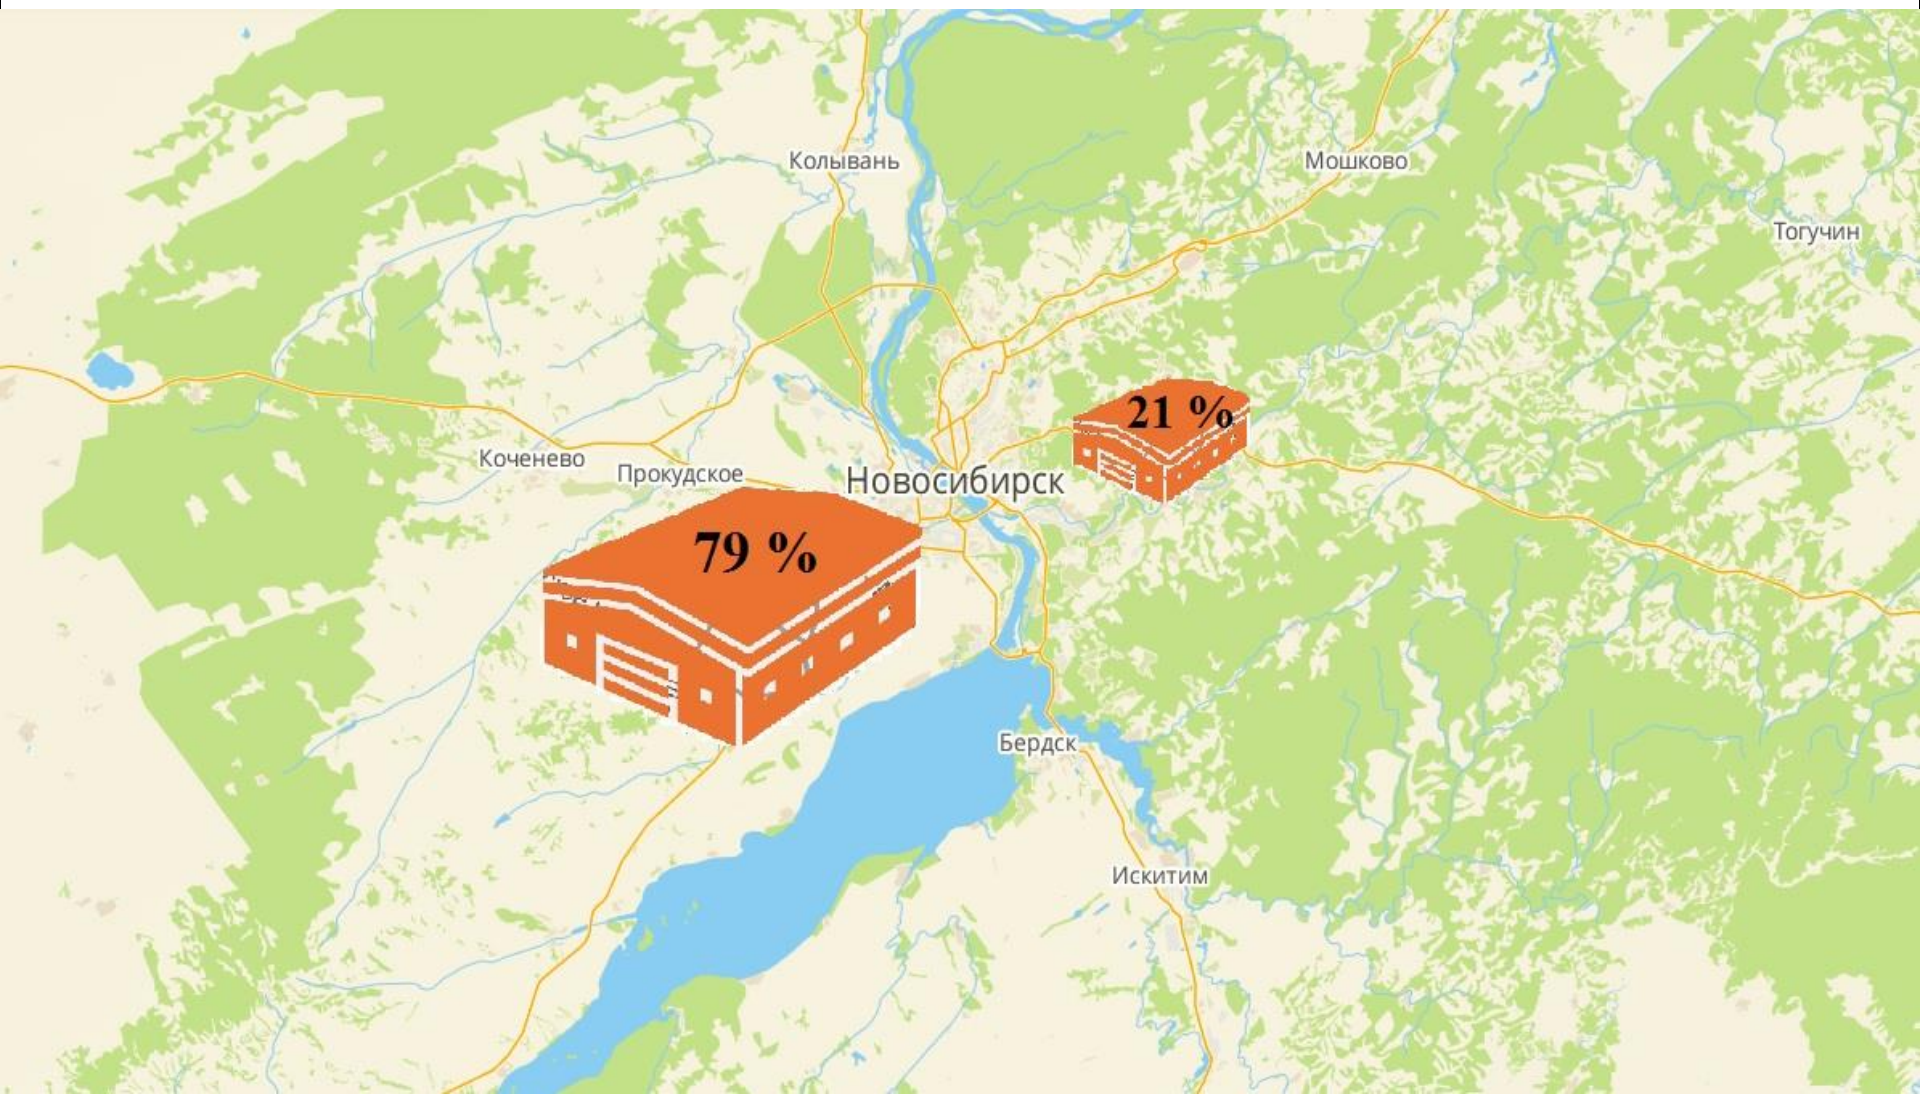 Колывань
Мошково
Тогучин
21 %
Коченево
Прокудское
Новосибирск
79 %
Бердск
Искитим